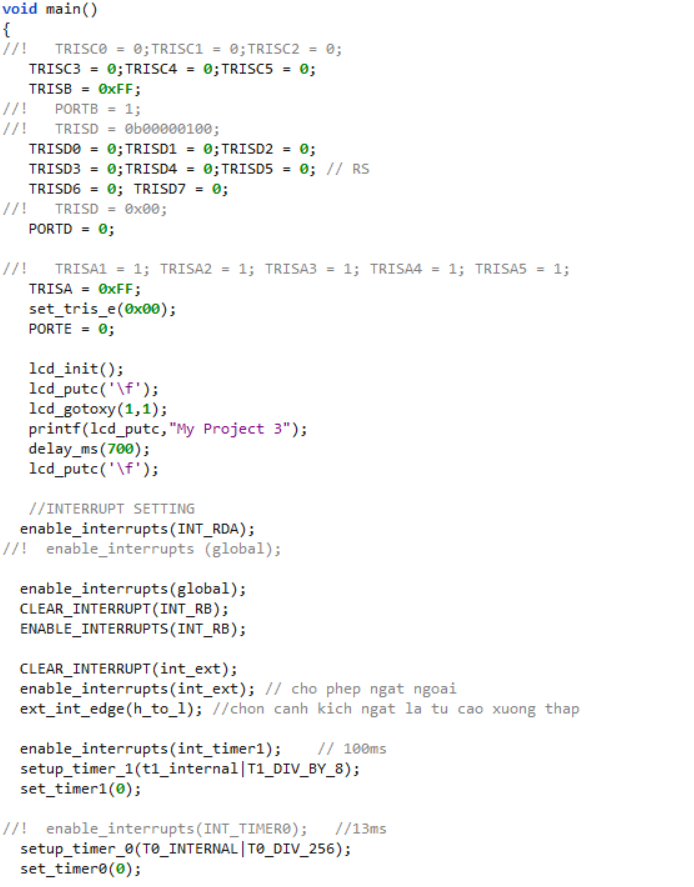 void main()
{
//!   TRISC0 = 0;TRISC1 = 0;TRISC2 = 0;
   TRISC3 = 0;TRISC4 = 0;TRISC5 = 0;
   TRISB = 0xFF;
//!   PORTB = 1;
//!   TRISD = 0b00000100;
   TRISD0 = 0;TRISD1 = 0;TRISD2 = 0;
   TRISD3 = 0;TRISD4 = 0;TRISD5 = 0; // RS
   TRISD6 = 0; TRISD7 = 0;
//!   TRISD = 0x00;
   PORTD = 0;

//!   TRISA1 = 1; TRISA2 = 1; TRISA3 = 1; TRISA4 = 1; TRISA5 = 1;
   TRISA = 0xFF;
   set_tris_e(0x00);
   PORTE = 0;

   lcd_init();
   lcd_putc('\f');
   lcd_gotoxy(1,1);
   printf(lcd_putc,"My Project 3");
   delay_ms(700);
   lcd_putc('\f');

   //INTERRUPT SETTING
  enable_interrupts(INT_RDA);
//!  enable_interrupts (global);

  enable_interrupts(global);
  CLEAR_INTERRUPT(INT_RB);
  ENABLE_INTERRUPTS(INT_RB);

  CLEAR_INTERRUPT(int_ext);
  enable_interrupts(int_ext); // cho phep ngat ngoai
  ext_int_edge(h_to_l); //chon canh kich ngat la tu cao xuong thap

  enable_interrupts(int_timer1);    // 100ms
  setup_timer_1(t1_internal|T1_DIV_BY_8);
  set_timer1(0);

//!  enable_interrupts(INT_TIMER0);   //13ms
  setup_timer_0(T0_INTERNAL|T0_DIV_256);
  set_timer0(0);